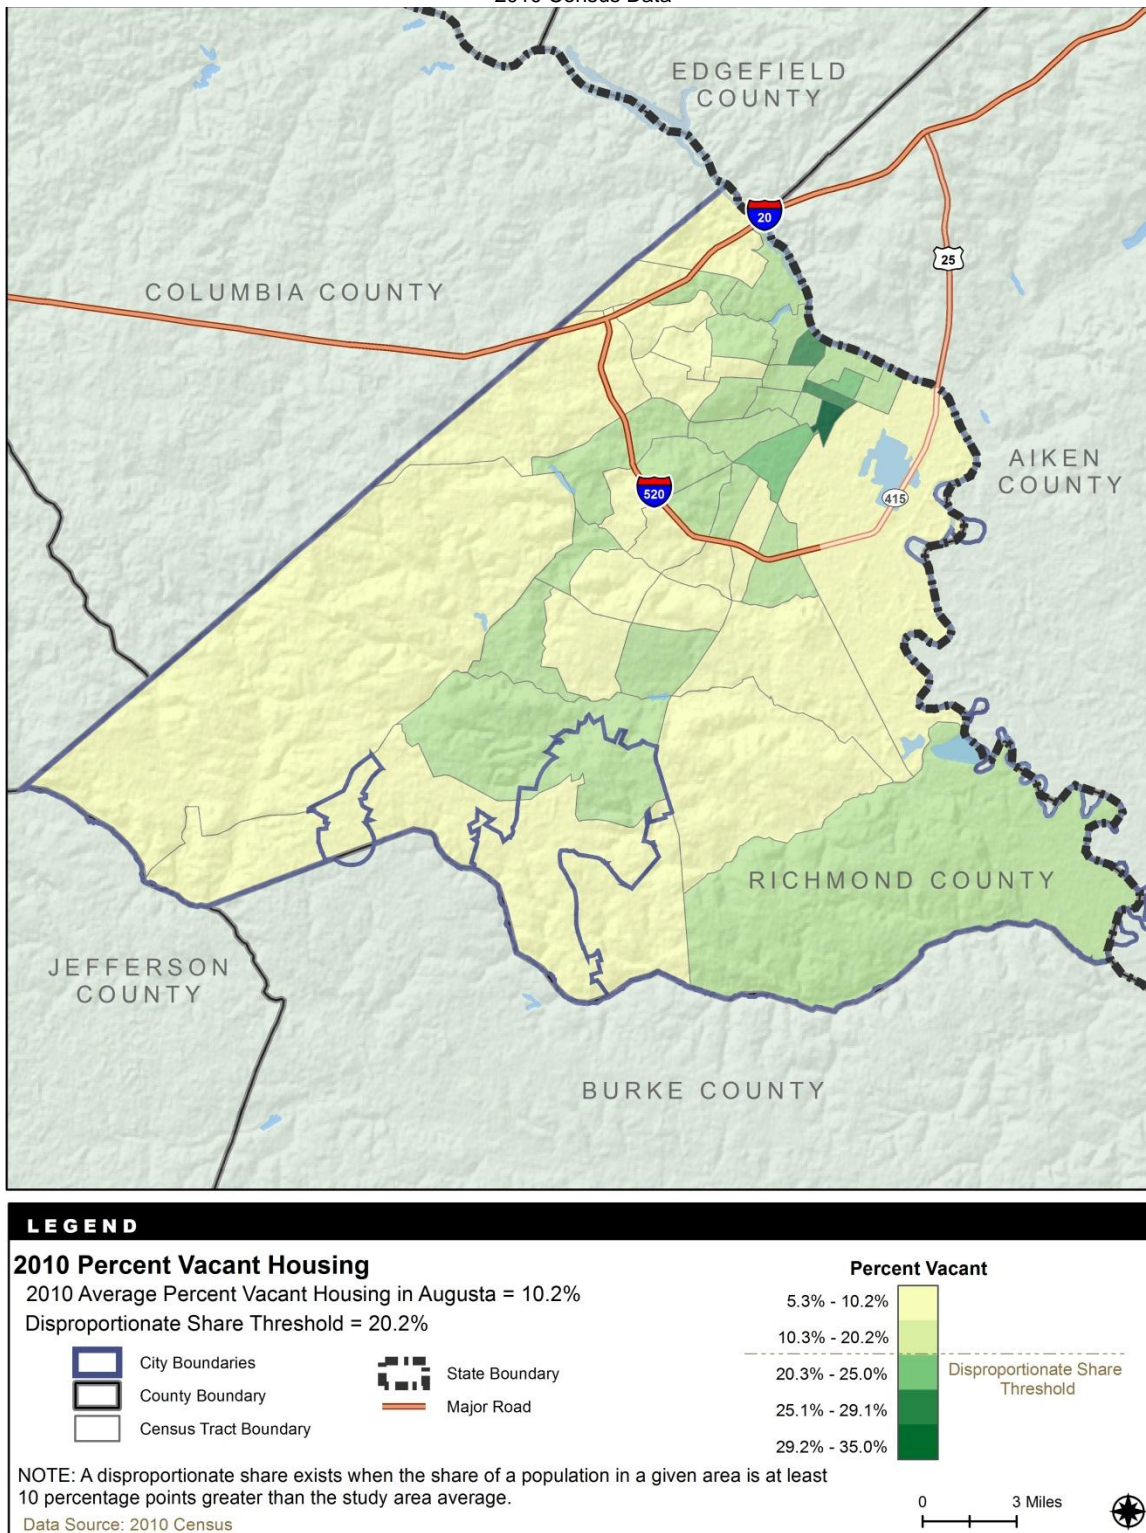 2010 Census Data
EDGEFIELD
COUNTY
20
25
COLUMBIA COUNTY
AIKEN
COUNTY
520
415
RICHMOND COUNTY
JEFFERSON
COUNTY
BURKE COUNTY
LEGEND
2010 Percent Vacant Housing
2010 Average Percent Vacant Housing in Augusta = 10.2%
Disproportionate Share Threshold = 20.2%
City Boundaries
County Boundary
Census Tract Boundary
State Boundary
Major Road
Percent Vacant
5.3% - 10.2%
10.3% - 20.2%
20.3% - 25.0%
25.1% - 29.1%
29.2% - 35.0%
Disproportionate Share
Threshold
NOTE: A disproportionate share exists when the share of a population in a given area is at least
10 percentage points greater than the study area average.
Data Source: 2010 Census
0 3 Miles